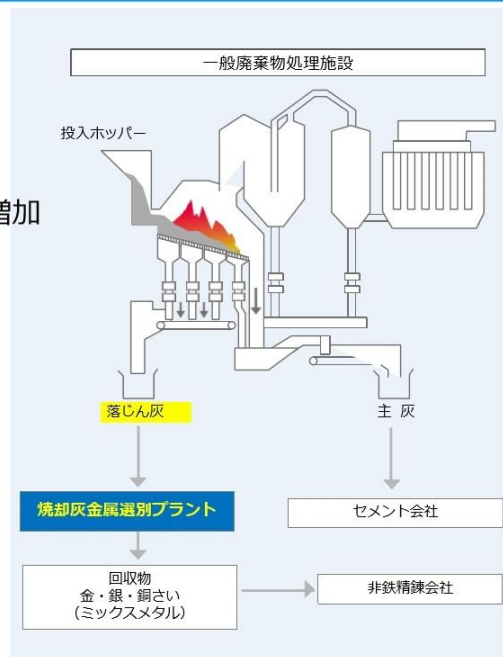 一般廃棄物処理施設
投入ホッパー
増加
落じん灰
主 灰
焼却灰金属選別プラント
セメント会社
回収物
金・銀・銅さい
（ミックスメタル）
非鉄精錬会社